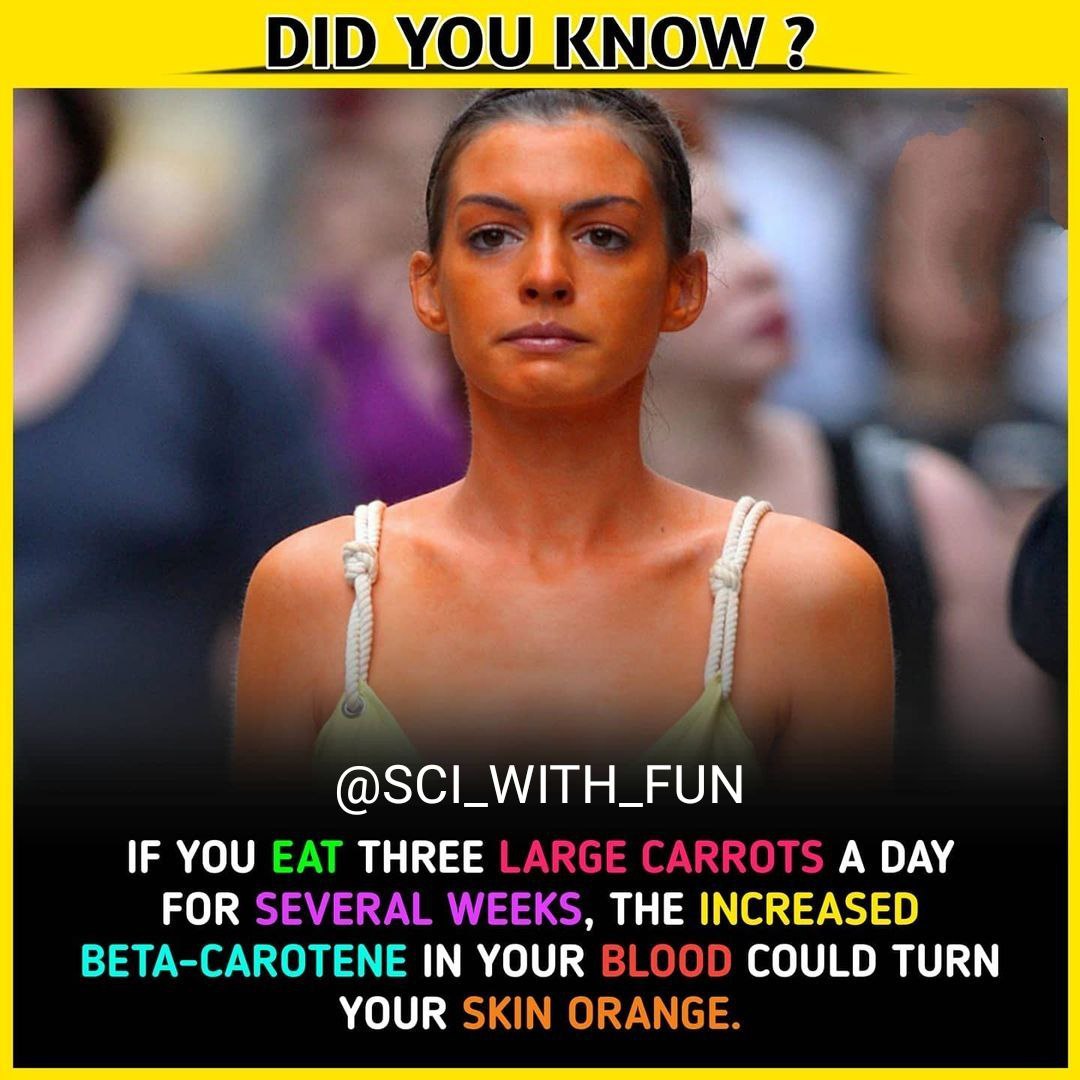 DID YOU KNOW ?
@SCI_WITH_FUN
IF YOU EAT THREE LARGE CARROTS A DAY
FOR SEVERAL WEEKS, THE INCREASED
BETA-CAROTENE IN YOUR BLOOD COULD TURN
YOUR SKIN ORANGE.